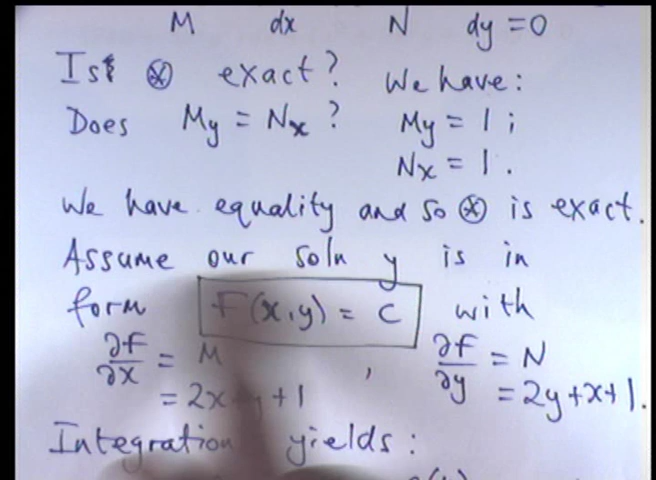 M dx N dy = 0
Is ⊛ exact? We have:
Does My = Nx ? My = 1 ;
Nx = 1 .
We have equality and so ⊛ is exact.
Assume our soln y is in
form F(x,y) = C with
∂f/∂x = M , ∂f/∂y = N
= 2x y + 1 = 2y + x + 1 .
Integration yields :